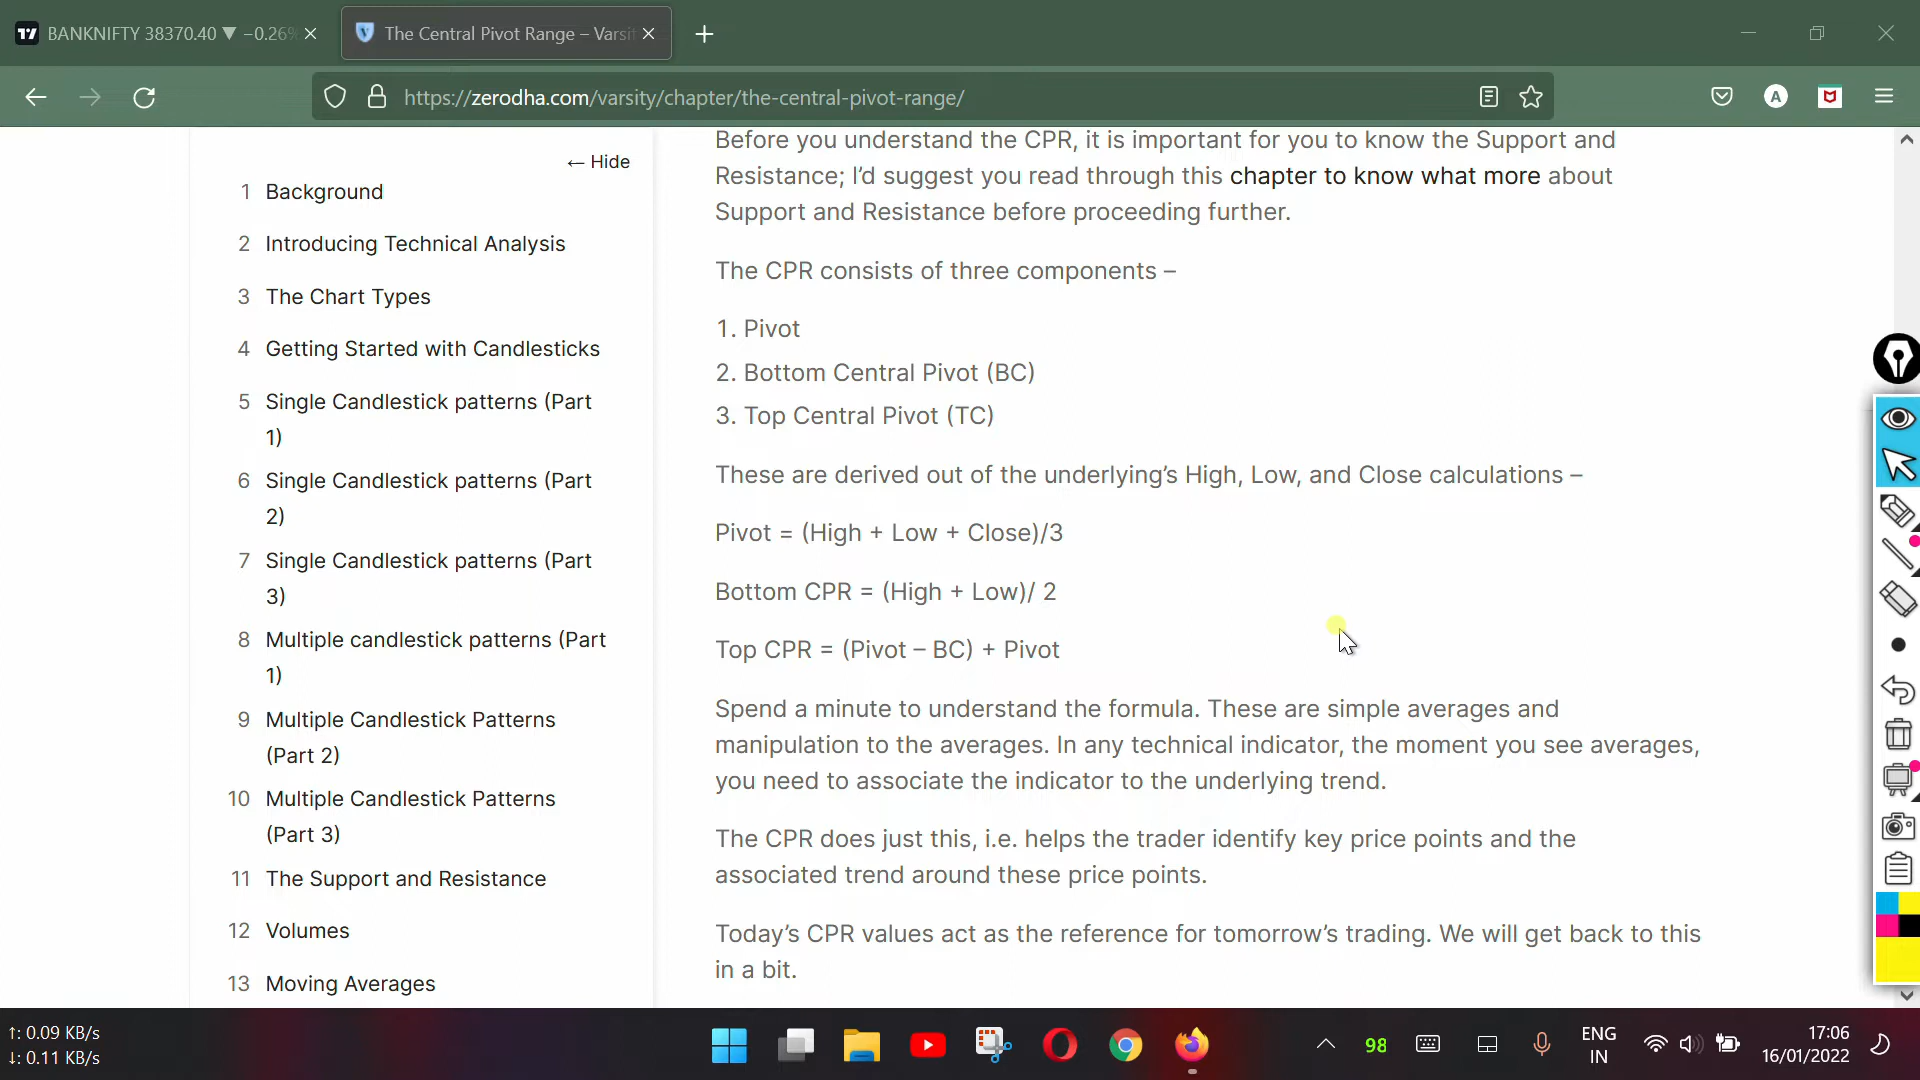 BANKNIFTY 38370.40 ▼ −0.26%
The Central Pivot Range – Varsit
https://zerodha.com/varsity/chapter/the-central-pivot-range/
A
← Hide
1 Background
2 Introducing Technical Analysis
3 The Chart Types
4 Getting Started with Candlesticks
5 Single Candlestick patterns (Part
1)
6 Single Candlestick patterns (Part
2)
7 Single Candlestick patterns (Part
3)
8 Multiple candlestick patterns (Part
1)
9 Multiple Candlestick Patterns
(Part 2)
10 Multiple Candlestick Patterns
(Part 3)
11 The Support and Resistance
12 Volumes
13 Moving Averages
Before you understand the CPR, it is important for you to know the Support and
Resistance; I’d suggest you read through this chapter to know what more about
Support and Resistance before proceeding further.
The CPR consists of three components –
1. Pivot
2. Bottom Central Pivot (BC)
3. Top Central Pivot (TC)
These are derived out of the underlying’s High, Low, and Close calculations –
Pivot = (High + Low + Close)/3
Bottom CPR = (High + Low)/ 2
Top CPR = (Pivot – BC) + Pivot
Spend a minute to understand the formula. These are simple averages and
manipulation to the averages. In any technical indicator, the moment you see averages,
you need to associate the indicator to the underlying trend.
The CPR does just this, i.e. helps the trader identify key price points and the
associated trend around these price points.
Today’s CPR values act as the reference for tomorrow’s trading. We will get back to this
in a bit.
↑: 0.09 KB/s
↓: 0.11 KB/s
98
ENG
IN
17:06
16/01/2022